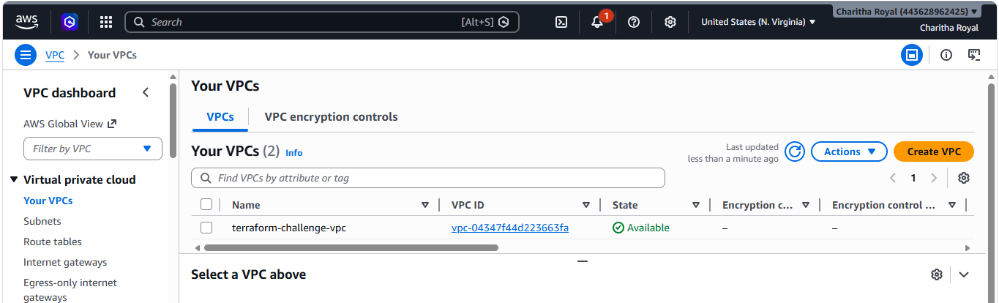 aws
Search [Alt+S]
1
United States (N. Virginia)
Charitha Royal (443628962425)
Charitha Royal
VPC
Your VPCs
VPC dashboard
AWS Global View
Filter by VPC
Virtual private cloud
Your VPCs
Subnets
Route tables
Internet gateways
Egress-only internet
gateways
Your VPCs
VPCs
VPC encryption controls
Your VPCs (2) Info
Last updated
less than a minute ago
Actions
Create VPC
Find VPCs by attribute or tag
1
Name VPC ID State Encryption c... Encryption control ...
terraform-challenge-vpc vpc-04347f44d223663fa Available – –
Select a VPC above